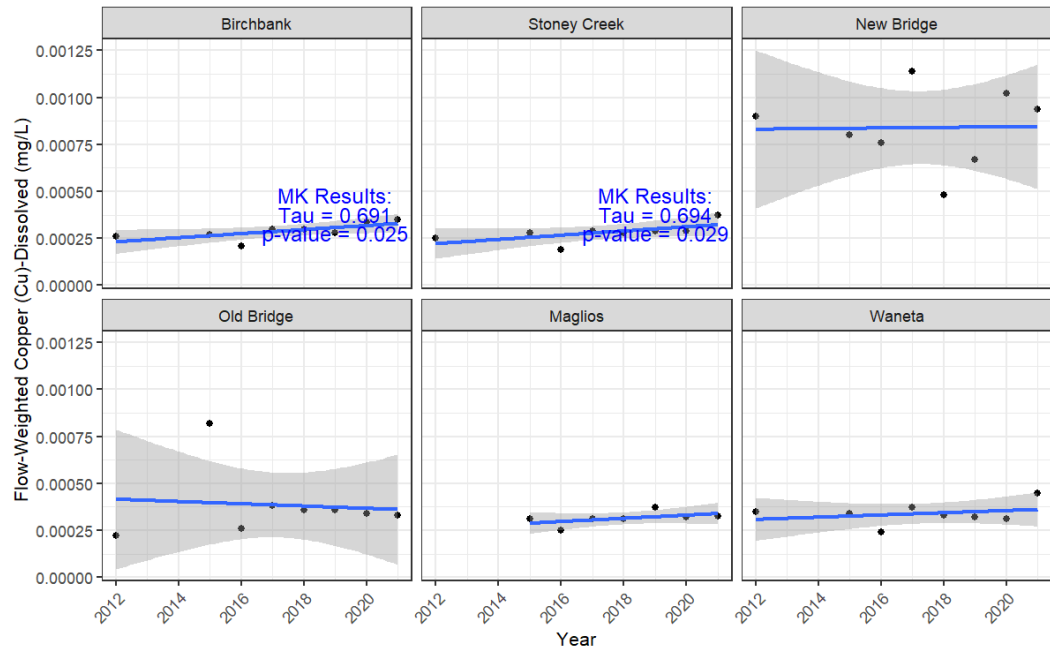 Birchbank
Stoney Creek
New Bridge
0.00125
0.00100
0.00075
0.00050
0.00025
0.00000
MK Results:
Tau = 0.691
p-value = 0.025
MK Results:
Tau = 0.694
p-value = 0.029
Flow-Weighted Copper (Cu)-Dissolved (mg/L)
Old Bridge
Maglios
Waneta
0.00125
0.00100
0.00075
0.00050
0.00025
0.00000
2012 2014 2016 2018 2020
2012 2014 2016 2018 2020
2012 2014 2016 2018 2020
Year